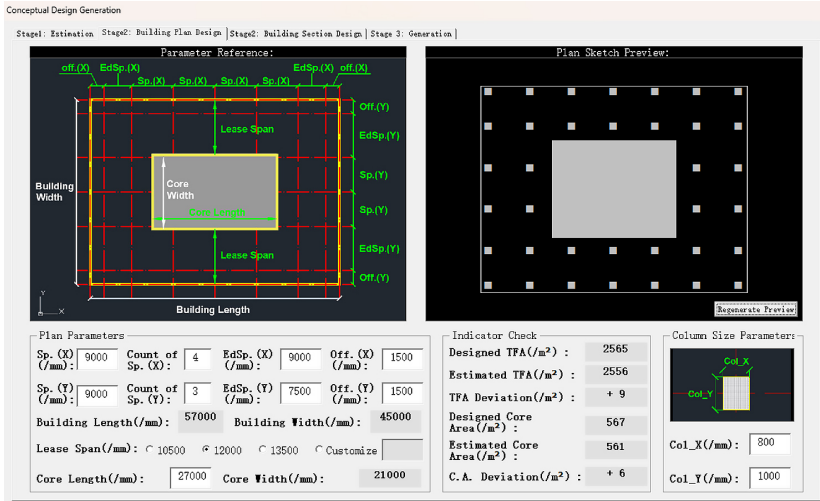 Conceptual Design Generation
Stage1: Estimation Stage2: Building Plan Design Stage2: Building Section Design Stage 3: Generation
Parameter Reference:
off.(X) EdSp.(X) EdSp.(X) off.(X)
Sp.(X) Sp.(X) Sp.(X) Sp.(X)
Off.(Y)
Lease Span
EdSp.(Y)
Sp.(Y)
Building Width
Core Width
Core Length
Sp.(Y)
EdSp.(Y)
Lease Span
Off.(Y)
Y
X
Building Length
Plan Sketch Preview:
Regenerate Preview
Plan Parameters
Sp.(X) (/mm): 9000 Count of Sp.(X): 4 EdSp.(X) (/mm): 9000 Off.(X) (/mm): 1500
Sp.(Y) (/mm): 9000 Count of Sp.(Y): 3 EdSp.(Y) (/mm): 7500 Off.(Y) (/mm): 1500
Building Length(/mm): 57000 Building Width(/mm): 45000
Lease Span(/mm): 10500 12000 13500 Customize
Core Length(/mm): 27000 Core Width(/mm): 21000
Indicator Check
Designed TFA(/m²) : 2565
Estimated TFA(/m²) : 2556
TFA Deviation(/m²) : + 9
Designed Core Area(/m²) : 567
Estimated Core Area(/m²) : 561
C.A. Deviation(/m²) : + 6
Column Size Parameters:
Col_X
Col_Y
Col_X(/mm): 800
Col_Y(/mm): 1000